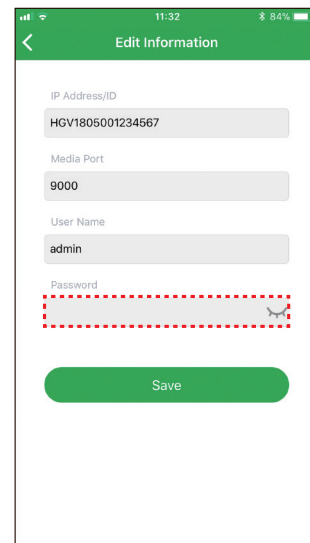 11:32
84%
Edit Information
IP Address/ID
HGV1805001234567
Media Port
9000
User Name
admin
Password
Save